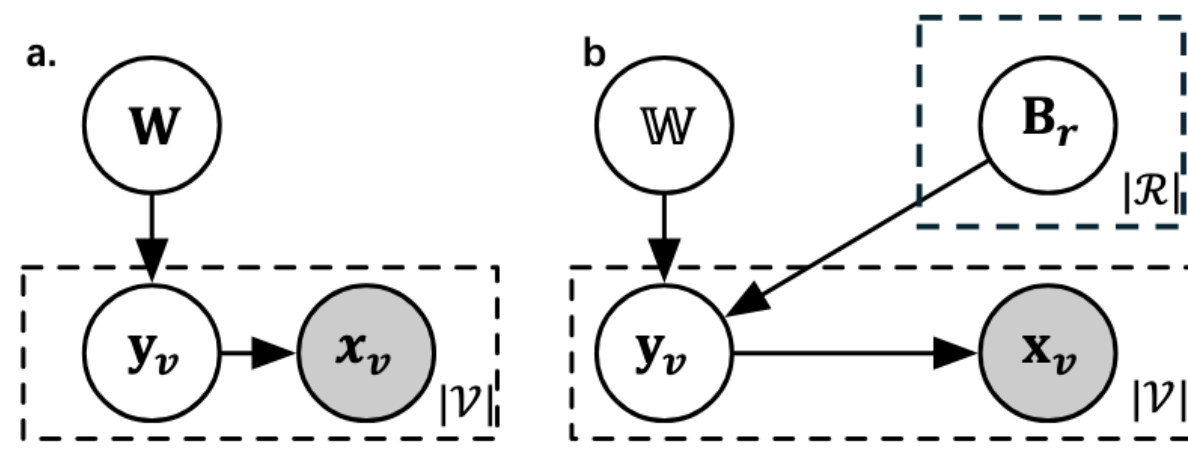 a.
W
y_v
x_v
|𝒱|
b
𝕎
B_r
|ℛ|
y_v
x_v
|𝒱|